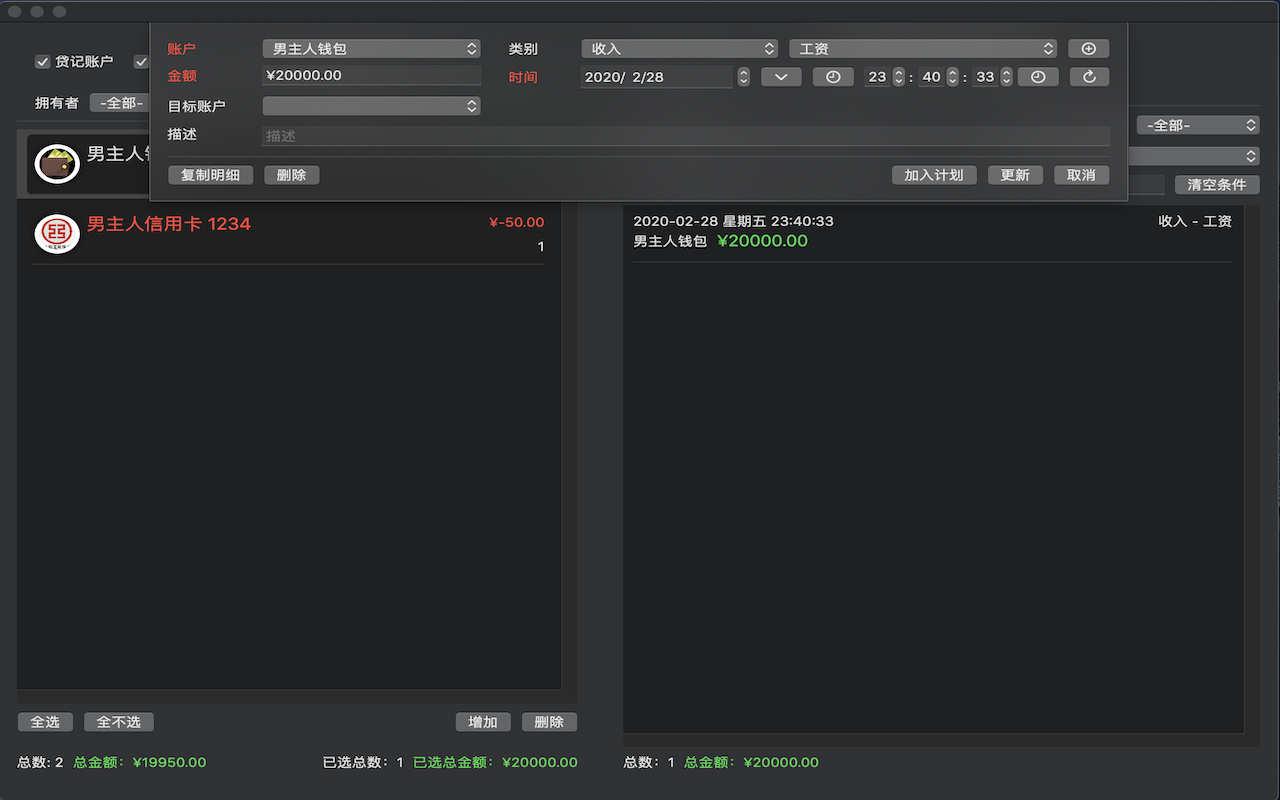 账户 男主人钱包 类别 收入 工资
金额 ¥20000.00 时间 2020/ 2/28 23 : 40 : 33
目标账户
描述 描述
复制明细 删除 加入计划 更新 取消
贷记账户
拥有者 -全部-
-全部-
清空条件
男主人
男主人信用卡 1234 ¥-50.00
1
2020-02-28 星期五 23:40:33 收入 - 工资
男主人钱包 ¥20000.00
全选 全不选 增加 删除
总数: 2 总金额: ¥19950.00 已选总数: 1 已选总金额: ¥20000.00 总数: 1 总金额: ¥20000.00